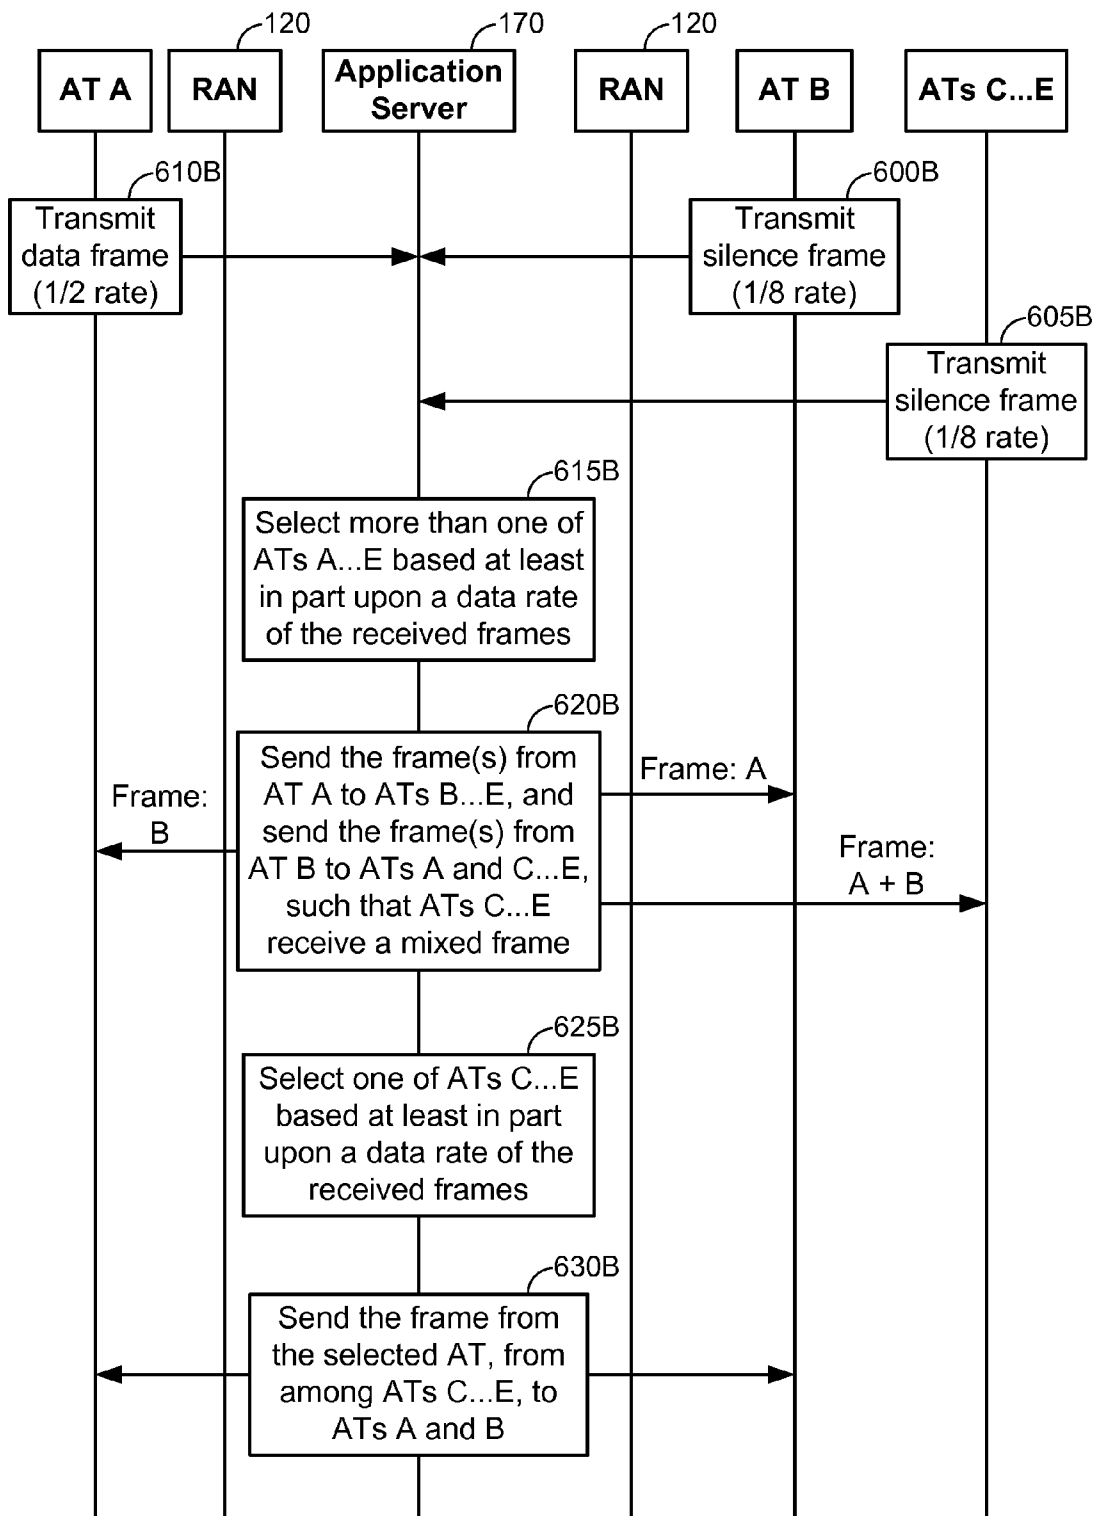 120
170
120
AT A
RAN
Application
Server
RAN
AT B
ATs C...E
610B
Transmit
data frame
(1/2 rate)
600B
Transmit
silence frame
(1/8 rate)
605B
Transmit
silence frame
(1/8 rate)
615B
Select more than one of
ATs A...E based at least
in part upon a data rate
of the received frames
620B
Send the frame(s) from
AT A to ATs B...E, and
send the frame(s) from
AT B to ATs A and C...E,
such that ATs C...E
receive a mixed frame
Frame: A
Frame:
B
Frame:
A + B
625B
Select one of ATs C...E
based at least in part
upon a data rate of the
received frames
630B
Send the frame from
the selected AT, from
among ATs C...E, to
ATs A and B